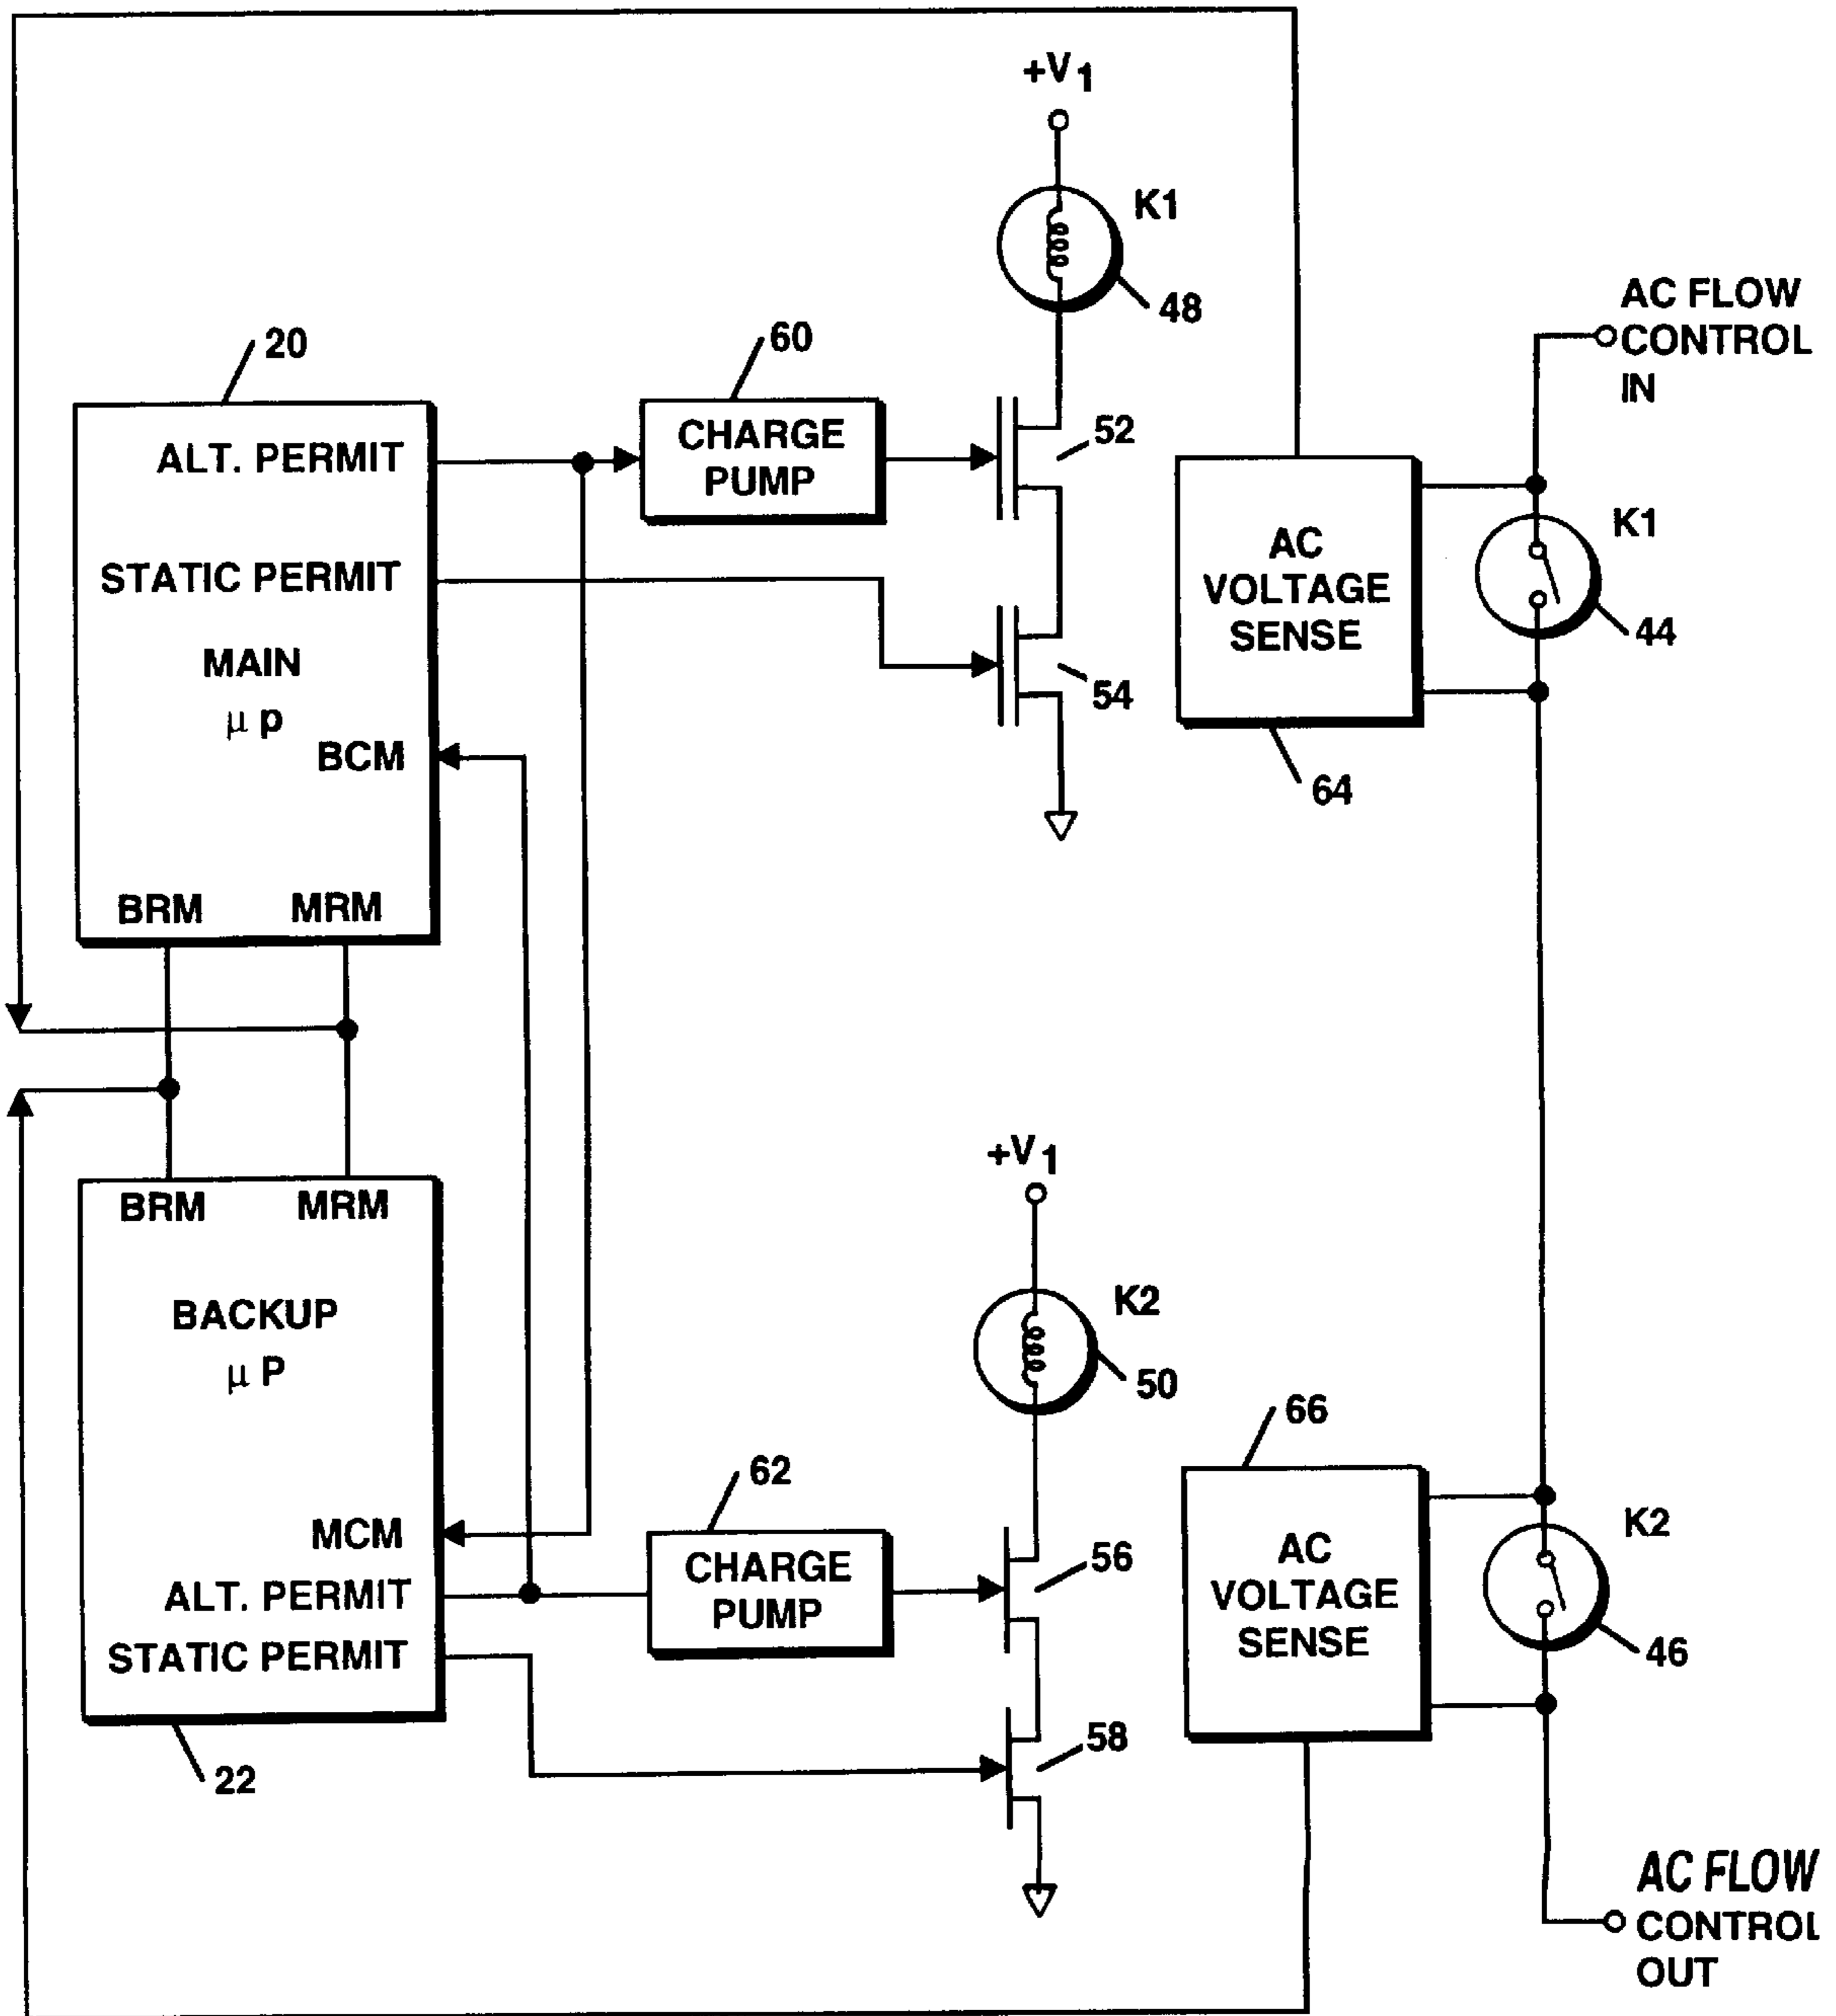 +V1
K1
48
AC FLOW
CONTROL
IN
20
60
ALT. PERMIT
CHARGE
PUMP
52
STATIC PERMIT
MAIN
μ p
BCM
54
AC
VOLTAGE
SENSE
K1
44
64
BRM MRM
+V1
BRM MRM
BACKUP
μ P
K2
50
66
62
MCM
CHARGE
PUMP
56
ALT. PERMIT
STATIC PERMIT
AC
VOLTAGE
SENSE
K2
46
58
22
AC FLOW
CONTROL
OUT